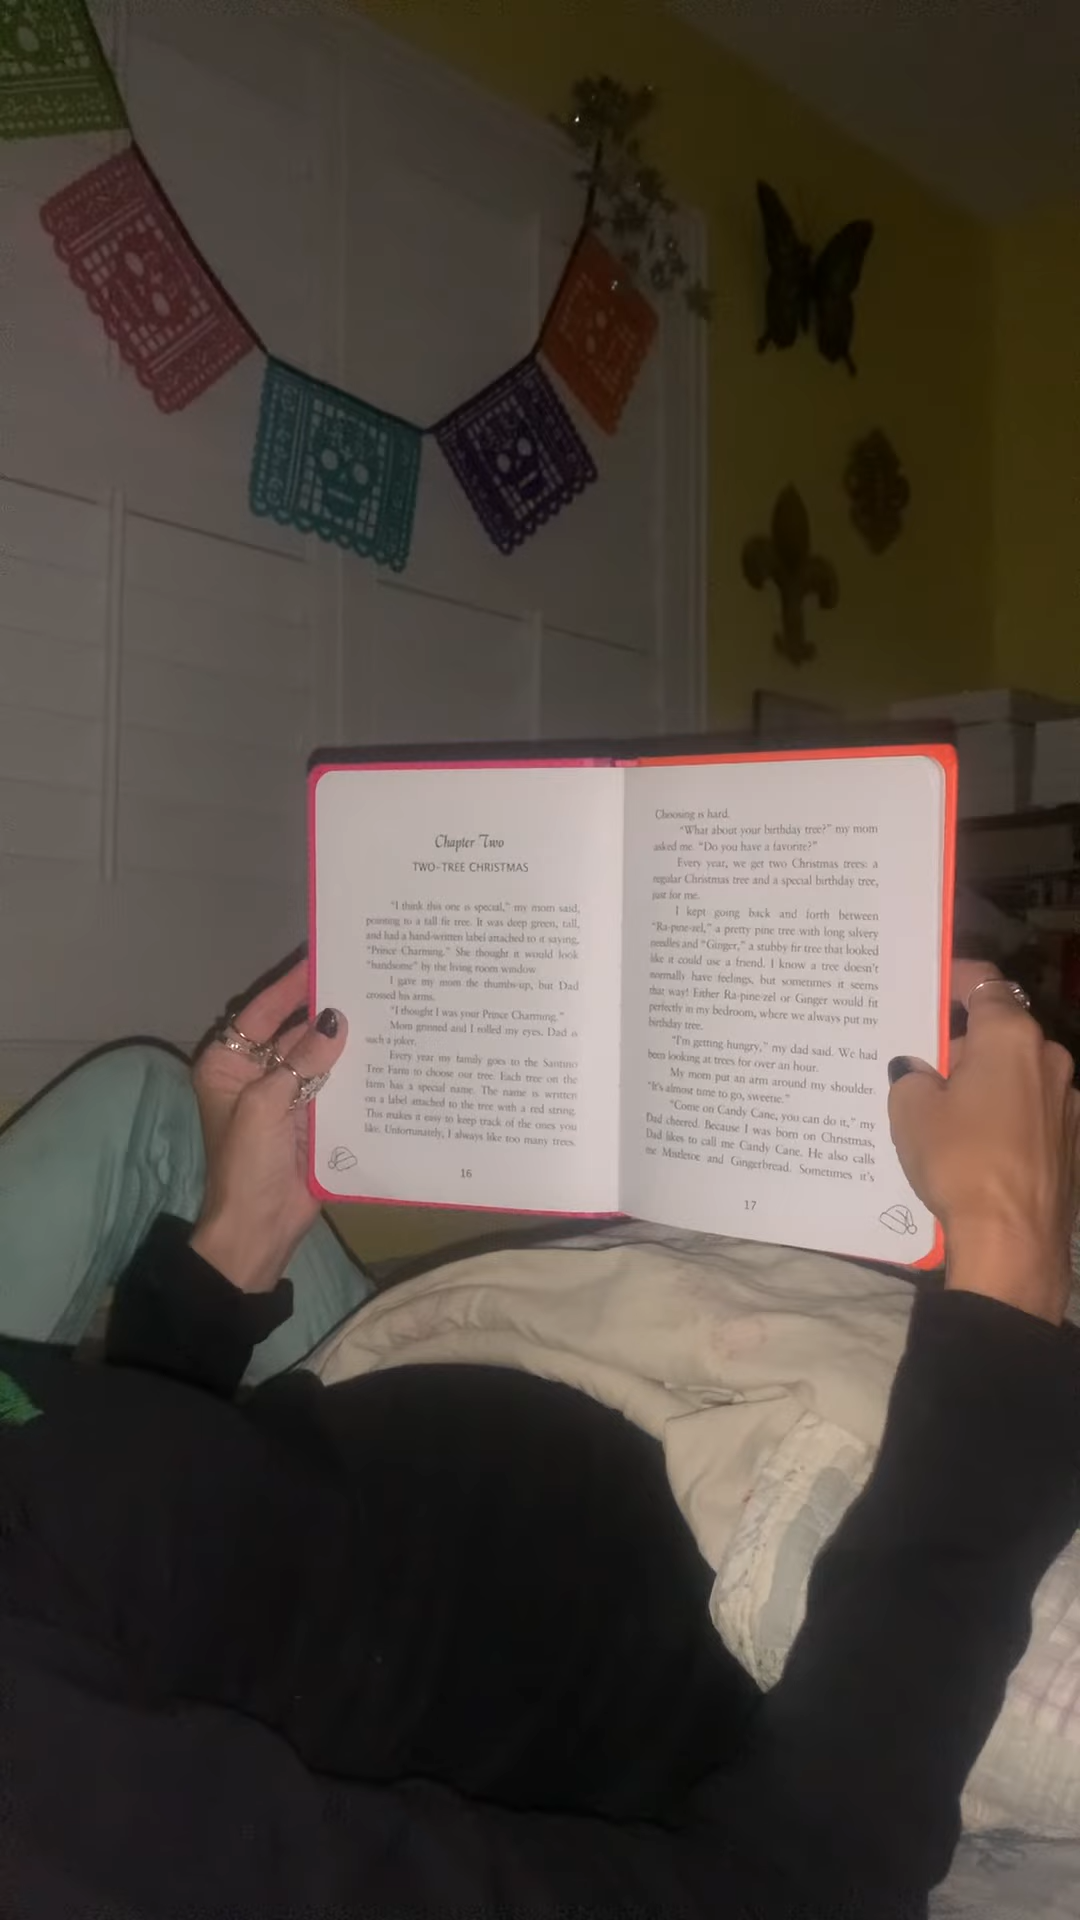 Chapter Two
TWO-TREE CHRISTMAS
"I think this one is special," my mom said,
pointing to a tall fir tree. It was deep green, tall,
and had a hand-written label attached to it saying,
"Prince Charming." She thought it would look
"handsome" by the living room window.
I gave my mom the thumbs-up, but Dad
crossed his arms.
"I thought I was your Prince Charming."
Mom grinned and I rolled my eyes. Dad is
such a joker.
Every year my family goes to the Santino
Tree Farm to choose our tree. Each tree on the
farm has a special name. The name is written
on a label attached to the tree with a red string.
This makes it easy to keep track of the ones you
like. Unfortunately, I always like too many trees.
16
Choosing is hard.
"What about your birthday tree?" my mom
asked me. "Do you have a favorite?"
Every year, we get two Christmas trees: a
regular Christmas tree and a special birthday tree,
just for me.
I kept going back and forth between
"Ra-pine-zel," a pretty pine tree with long silvery
needles and "Ginger," a stubby fir tree that looked
like it could use a friend. I know a tree doesn't
normally have feelings, but sometimes it seems
that way! Either Ra-pine-zel or Ginger would fit
perfectly in my bedroom, where we always put my
birthday tree.
"I'm getting hungry," my dad said. We had
been looking at trees for over an hour.
My mom put an arm around my shoulder.
"It's almost time to go, sweetie."
"Come on Candy Cane, you can do it," my
Dad cheered. Because I was born on Christmas,
Dad likes to call me Candy Cane. He also calls
me Mistletoe and Gingerbread. Sometimes it's
17